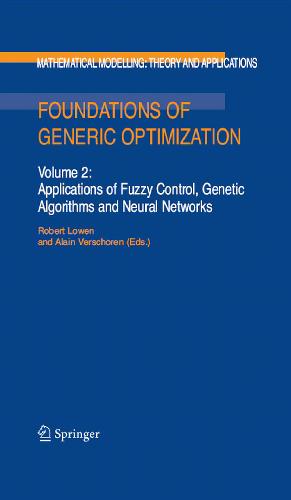 MATHEMATICAL MODELLING: THEORY AND APPLICATIONS
FOUNDATIONS OF
GENERIC OPTIMIZATION
Volume 2:
Applications of Fuzzy Control, Genetic
Algorithms and Neural Networks
Robert Lowen
and Alain Verschoren (Eds.)
Springer